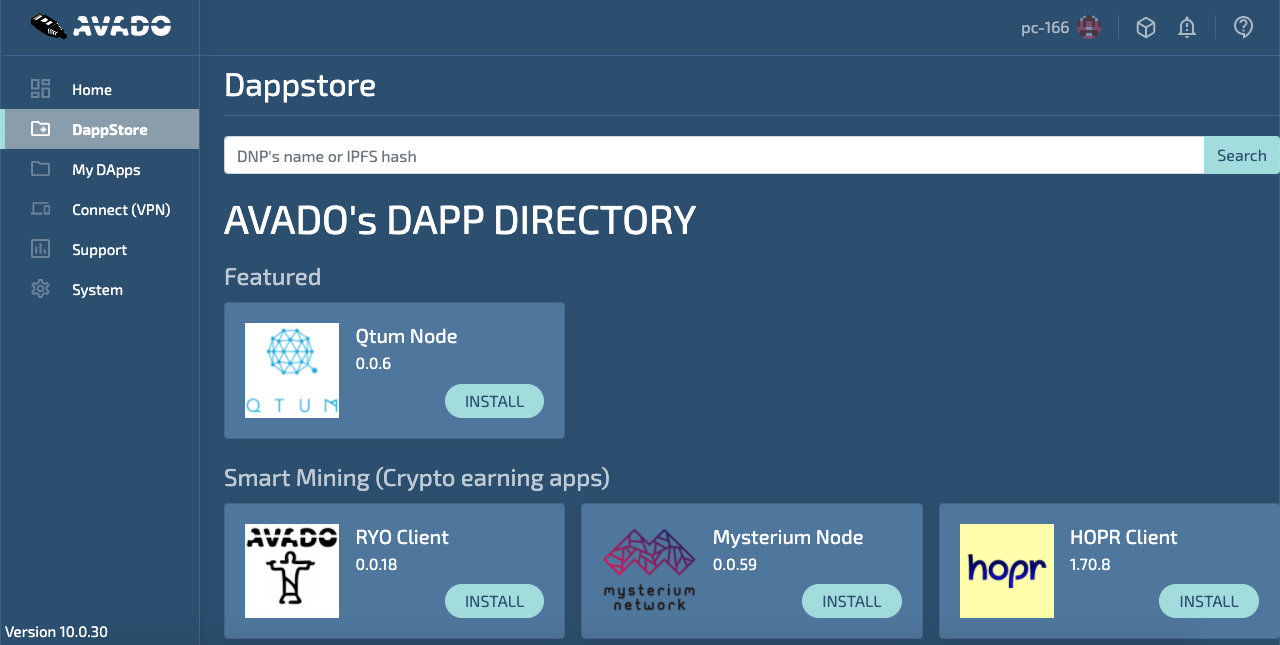 AVADO
pc-166
Home
DappStore
My DApps
Connect (VPN)
Support
System
Version 10.0.30
Dappstore
DNP's name or IPFS hash
Search
AVADO's DAPP DIRECTORY
Featured
QTUM
Qtum Node
0.0.6
INSTALL
Smart Mining (Crypto earning apps)
AVADO
RYO Client
0.0.18
INSTALL
mysterium
network
Mysterium Node
0.0.59
INSTALL
hopr
HOPR Client
1.70.8
INSTALL